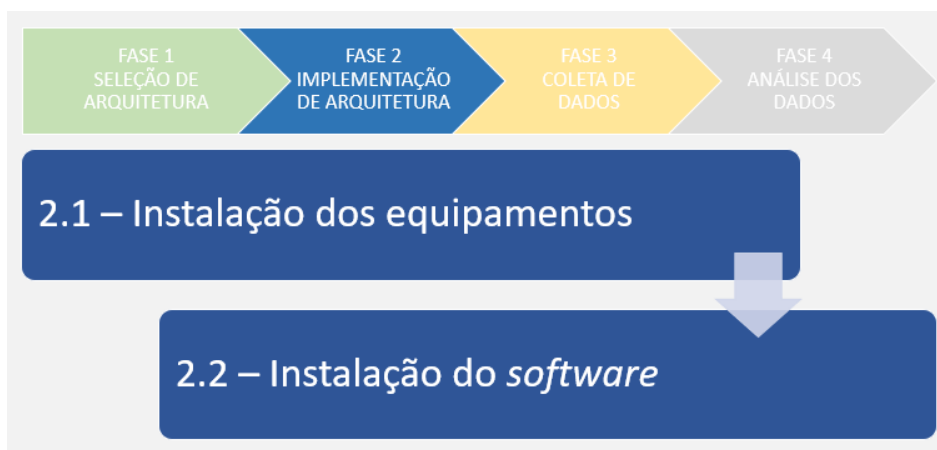 FASE 1
SELEÇÃO DE
ARQUITETURA
FASE 2
IMPLEMENTAÇÃO
DE ARQUITETURA
FASE 3
COLETA DE
DADOS
FASE 4
ANÁLISE DOS
DADOS
2.1 – Instalação dos equipamentos
2.2 – Instalação do software